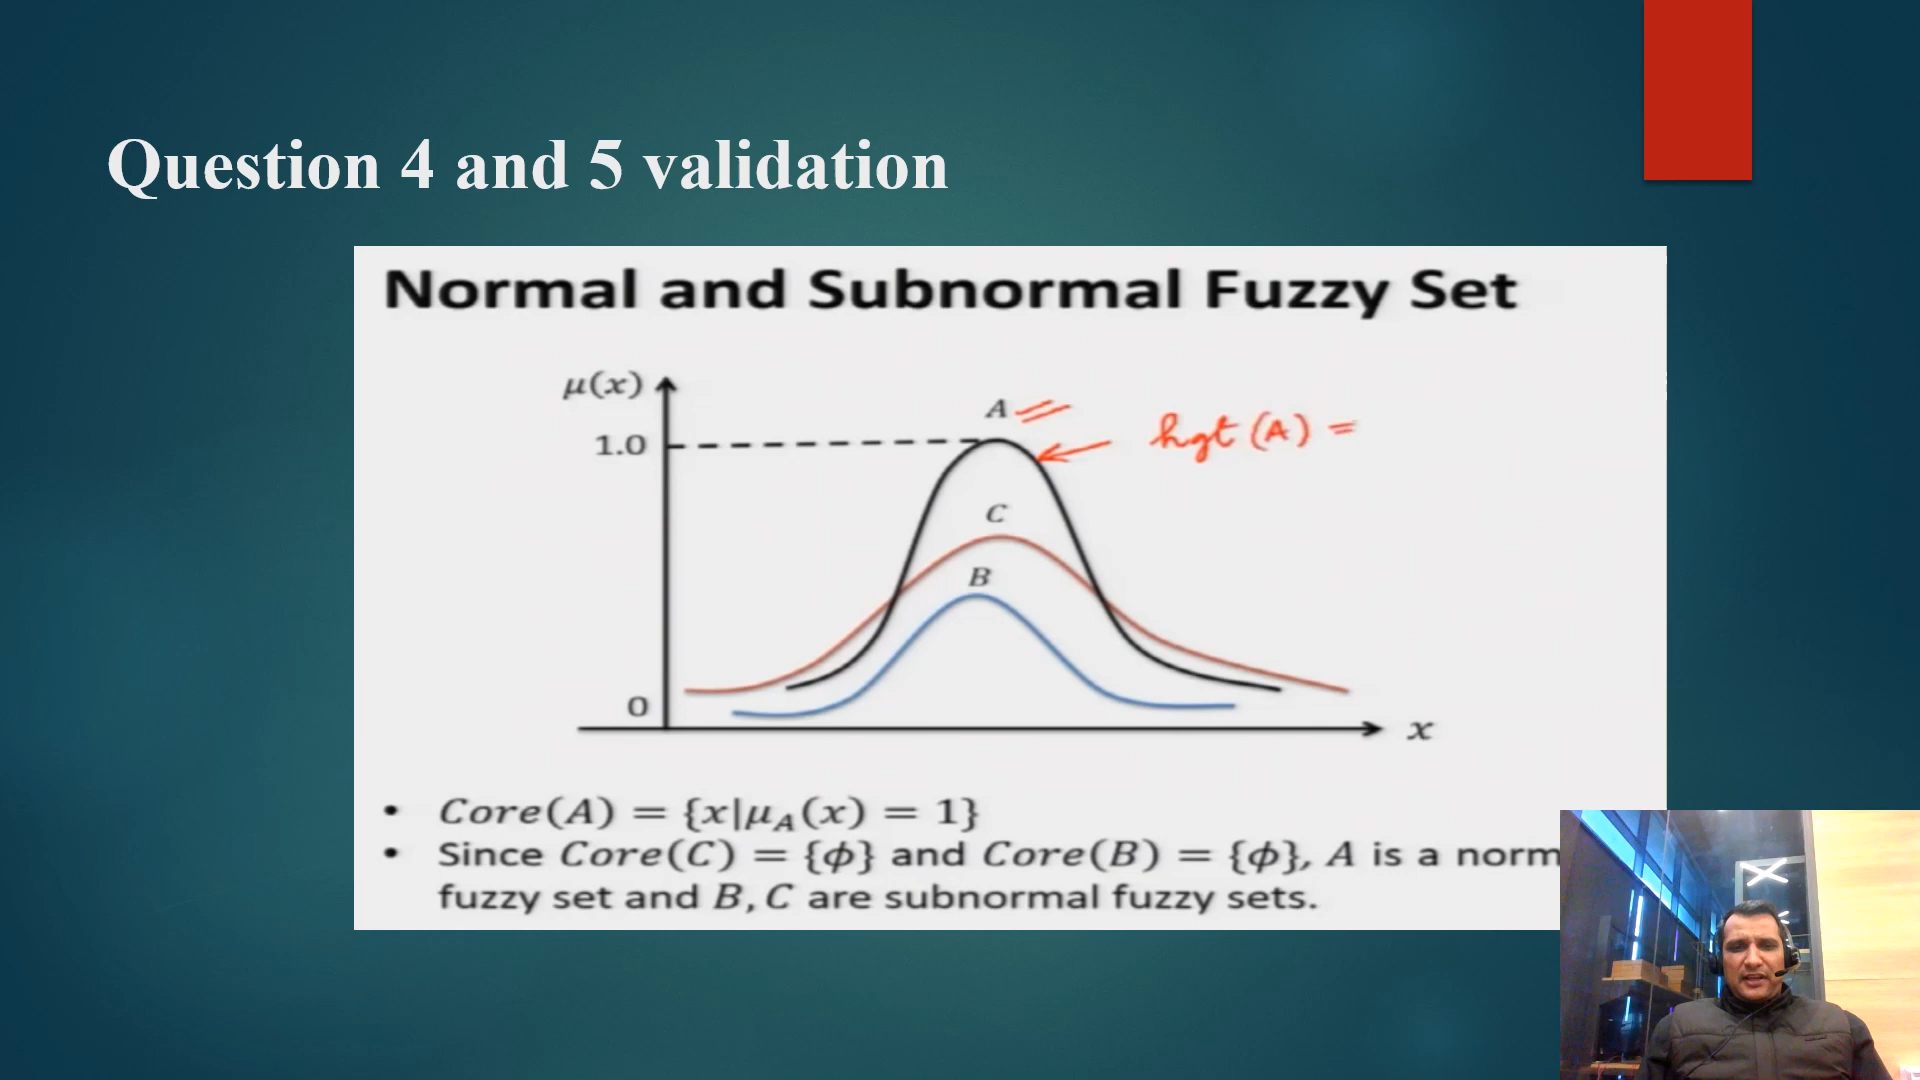 Question 4 and 5 validation
Normal and Subnormal Fuzzy Set
μ(x)
A
hgt (A) =
1.0
C
B
0
x
• Core(A) = {x|μ_A(x) = 1}
• Since Core(C) = {ϕ} and Core(B) = {ϕ}, A is a norm
fuzzy set and B, C are subnormal fuzzy sets.